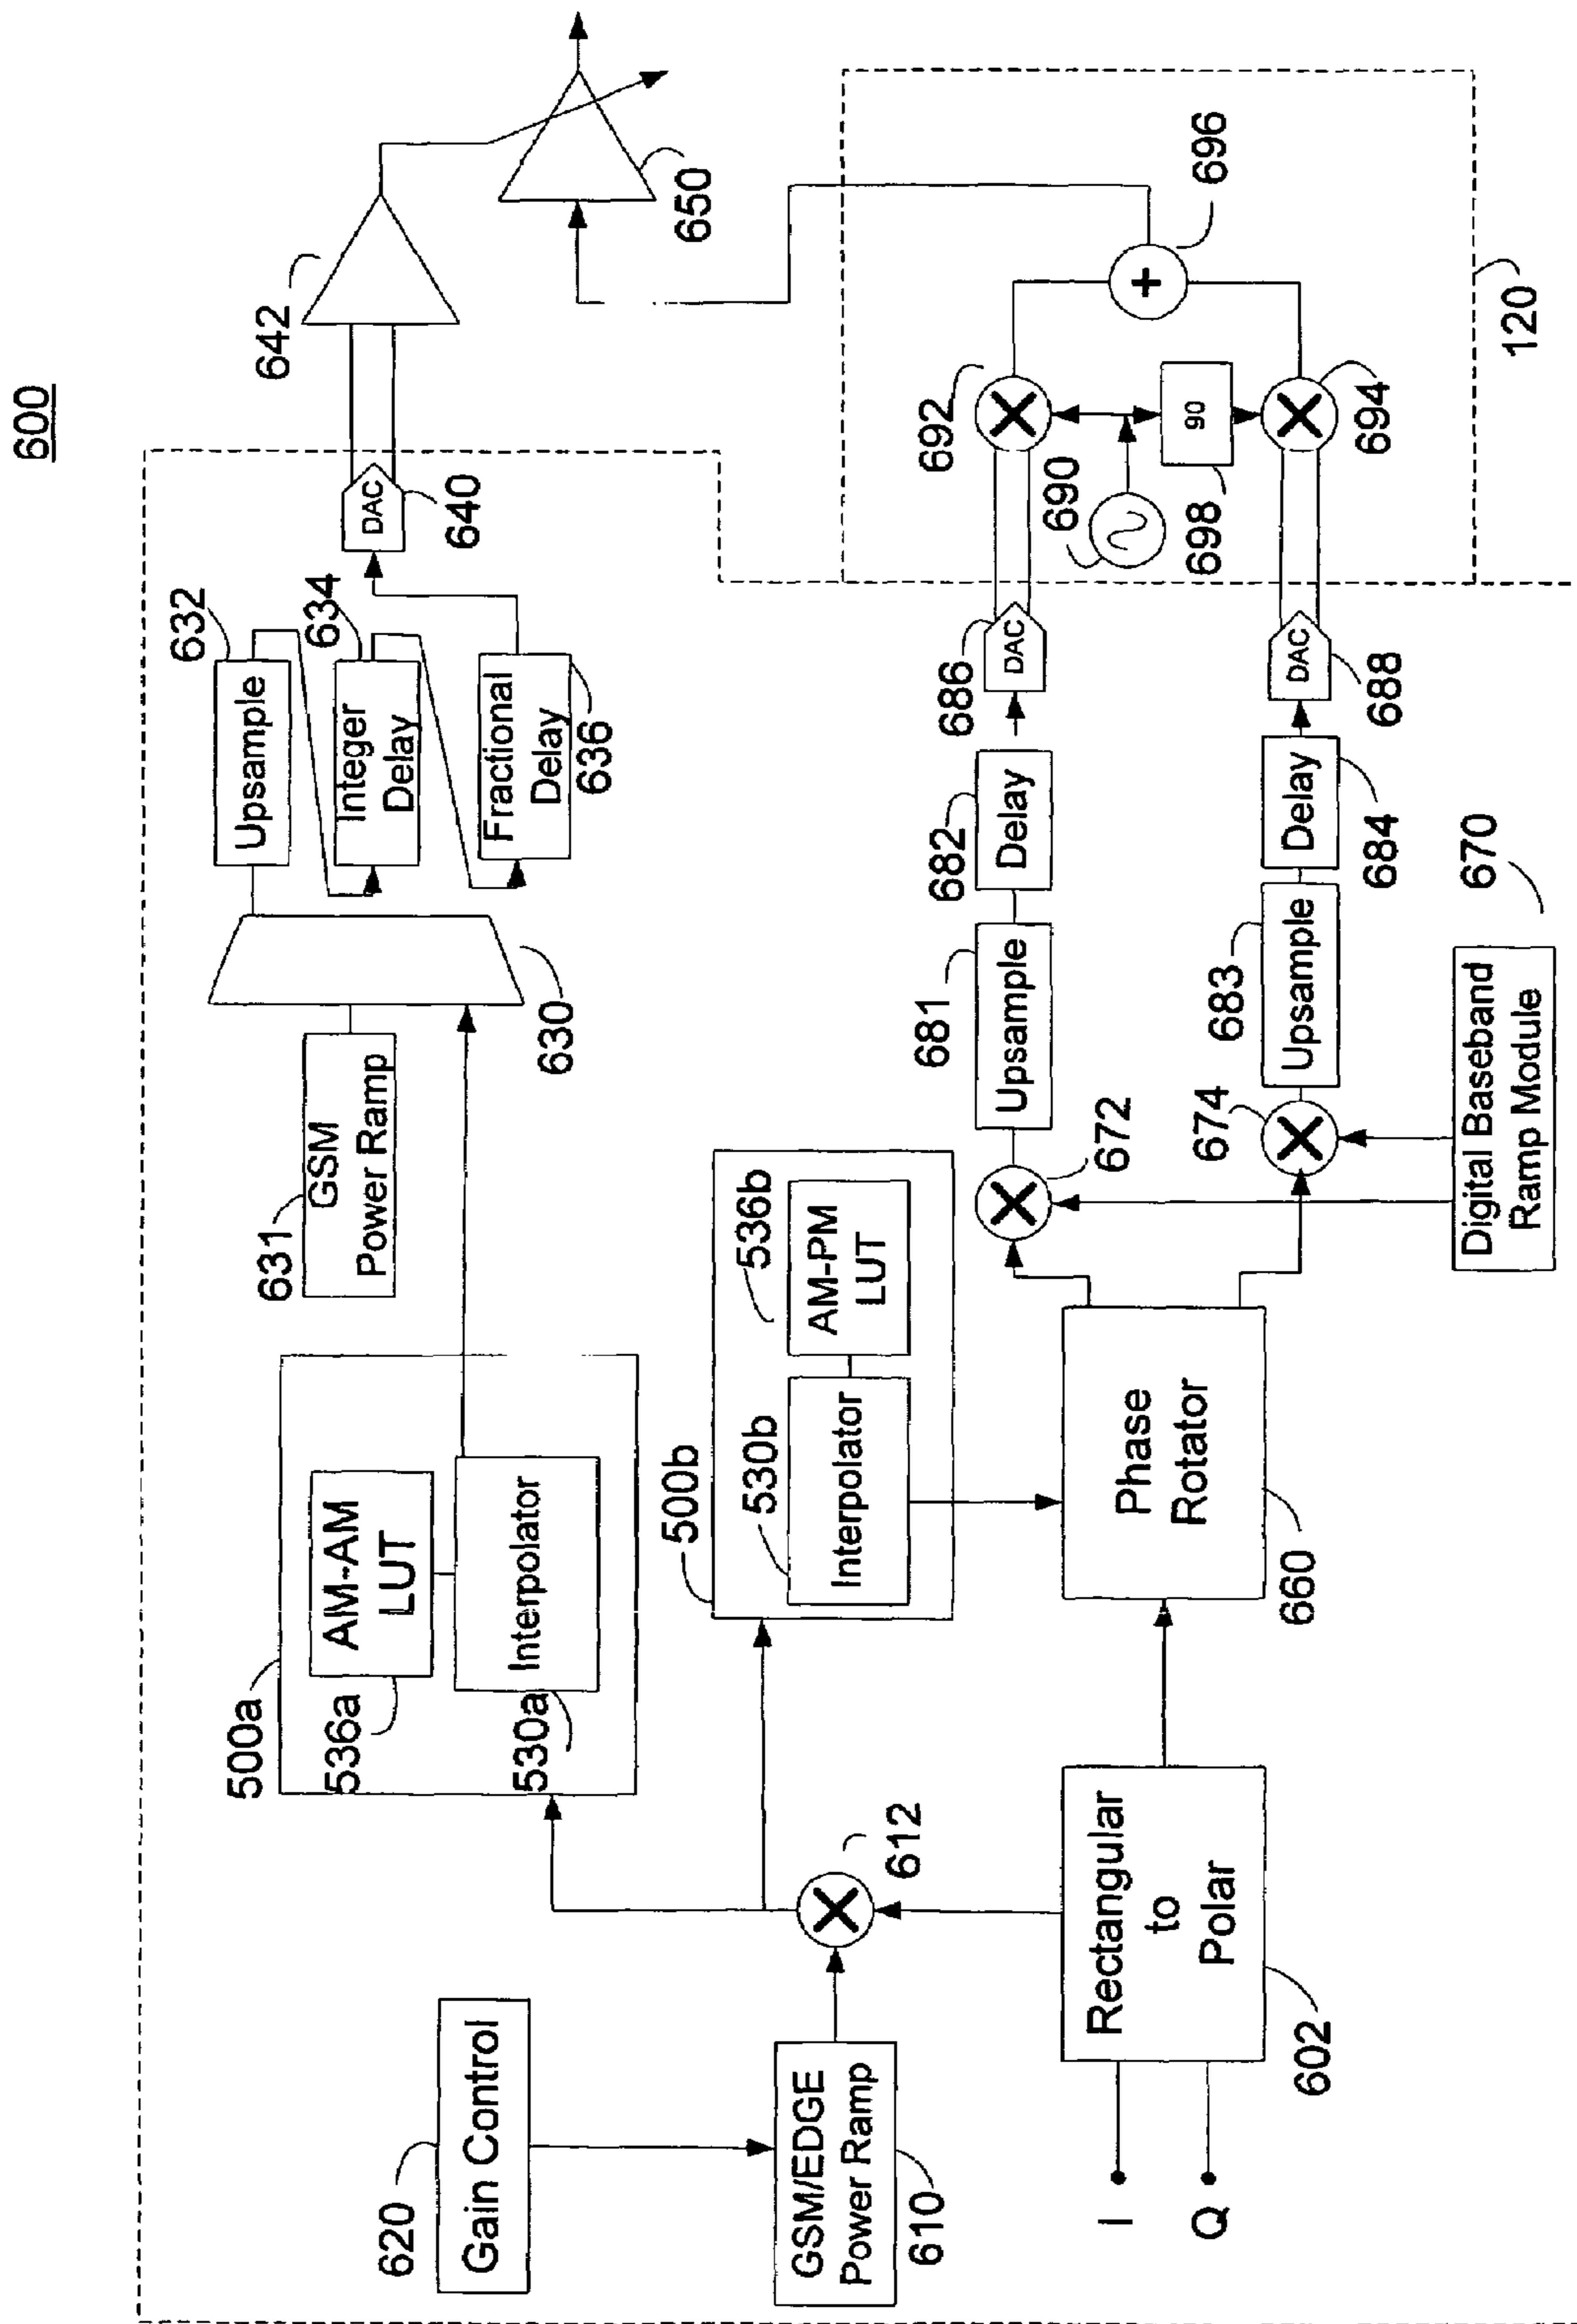 600
620
Gain Control
GSM/EDGE
Power Ramp
610
I
Q
Rectangular
to
Polar
602
612
500a
AM-AM
LUT
536a
Interpolator
530a
500b
Interpolator
530b
AM-PM
LUT
536b
Phase
Rotator
660
631
GSM
Power Ramp
630
632
Upsample
634
Integer
Delay
Fractional
Delay
636
DAC
640
642
650
672
674
Digital Baseband
Ramp Module
670
681
Upsample
682
Delay
686
DAC
683
Upsample
Delay
684
DAC
688
690
692
90
698
694
696
120